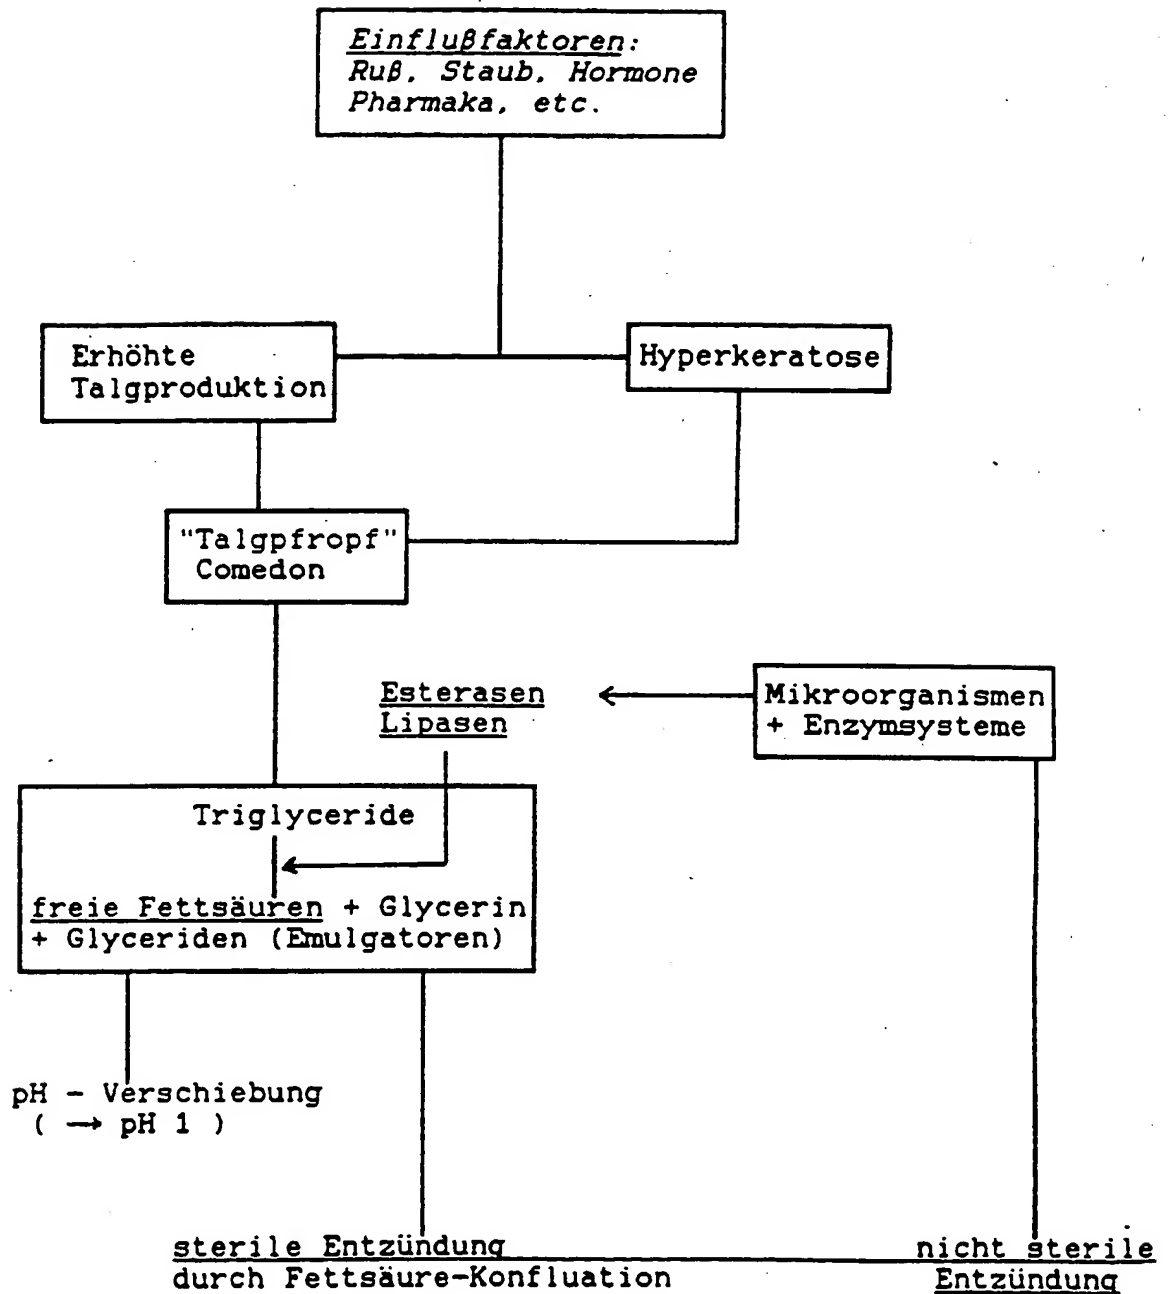 Einflußfaktoren:
Ruß, Staub, Hormone
Pharmaka, etc.
Erhöhte
Talgproduktion
Hyperkeratose
"Talgpfropf"
Comedon
Esterasen
Lipasen
Mikroorganismen
+ Enzymsysteme
Triglyceride
freie Fettsäuren + Glycerin
+ Glyceriden (Emulgatoren)
pH - Verschiebung
( → pH 1 )
sterile Entzündung
durch Fettsäure-Konfluation
nicht sterile
Entzündung